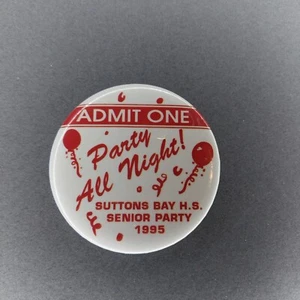 ADMIT ONE
Party
All Night!
SUTTONS BAY H.S.
SENIOR PARTY
1995